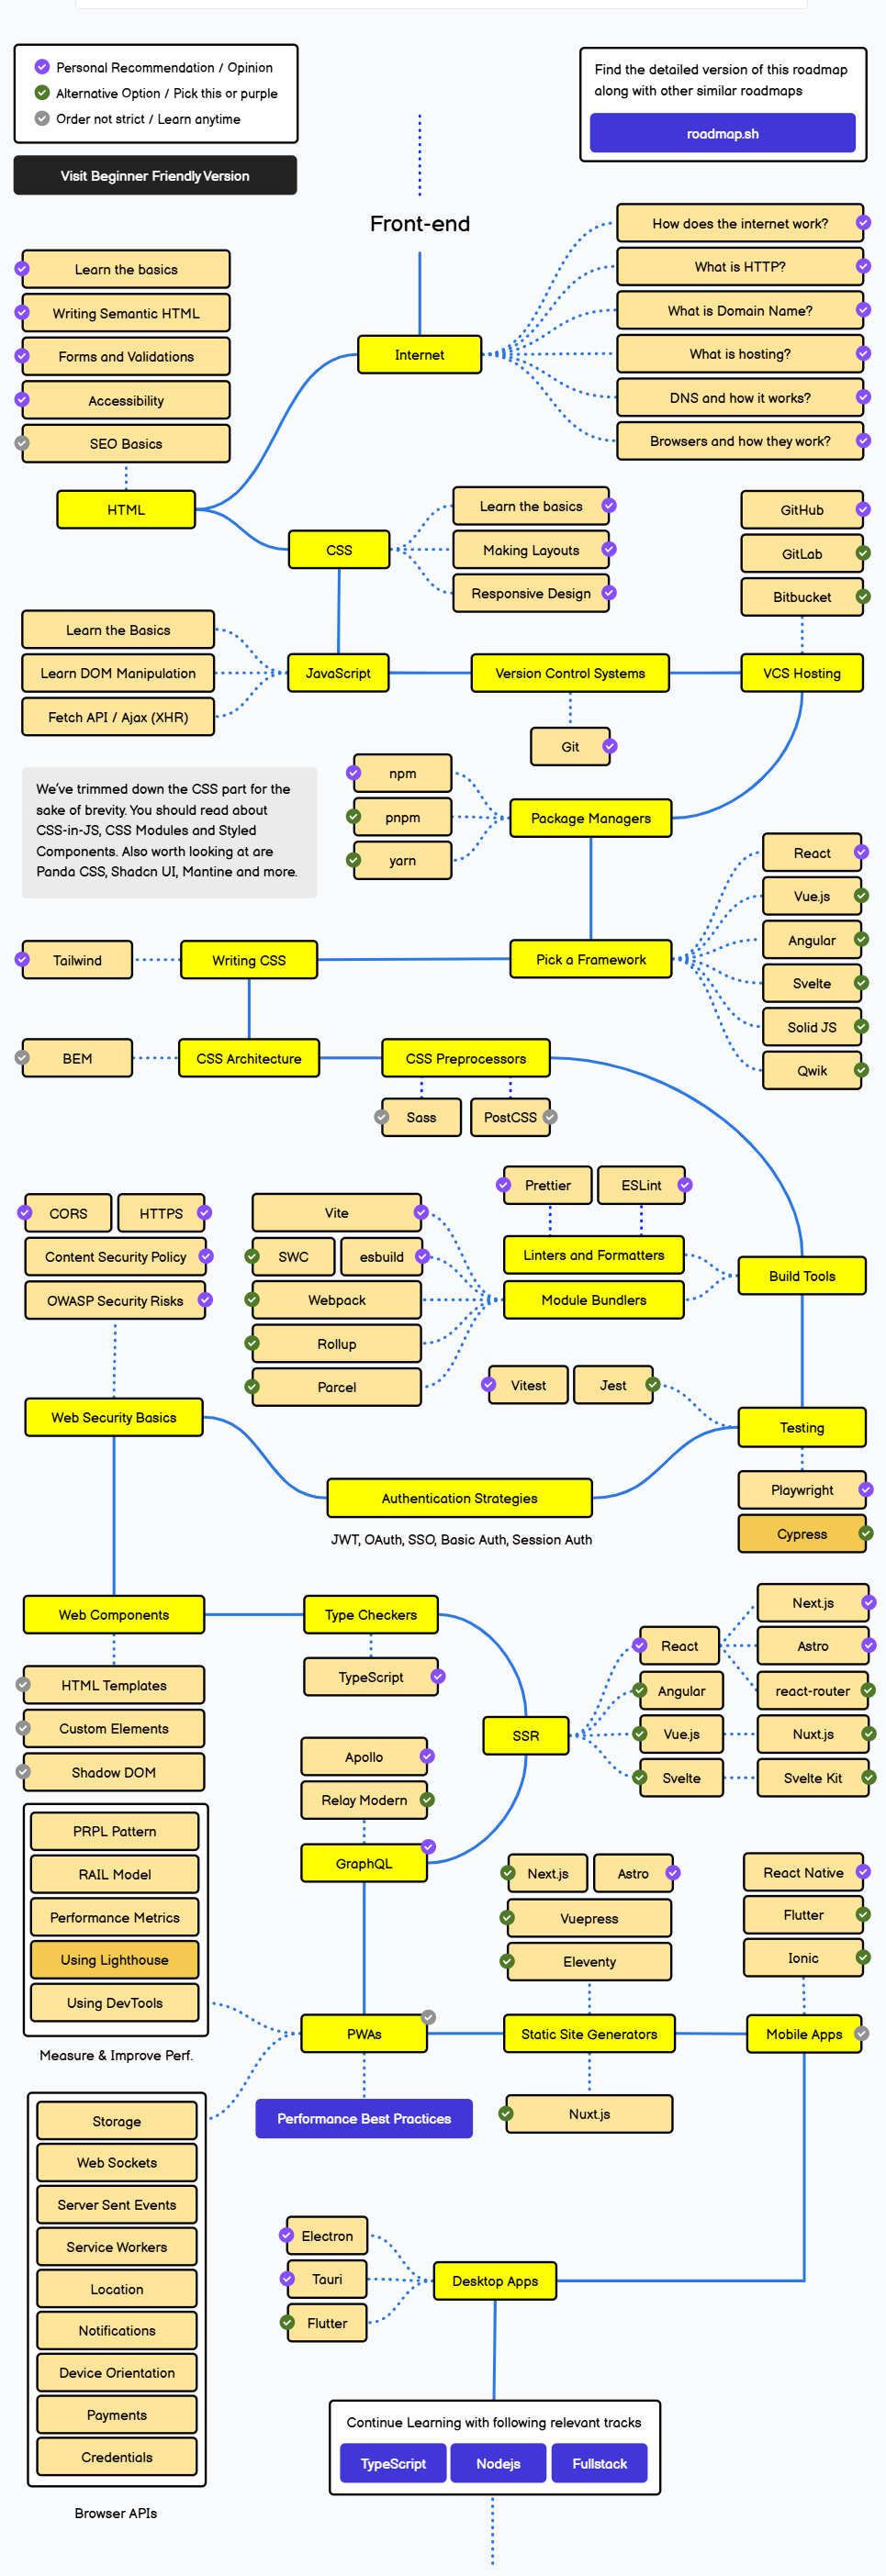 Personal Recommendation / Opinion
Alternative Option / Pick this or purple
Order not strict / Learn anytime
Visit Beginner Friendly Version
Find the detailed version of this roadmap
along with other similar roadmaps
roadmap.sh
Front-end
Internet
How does the internet work?
What is HTTP?
What is Domain Name?
What is hosting?
DNS and how it works?
Browsers and how they work?
Learn the basics
Writing Semantic HTML
Forms and Validations
Accessibility
SEO Basics
HTML
CSS
Learn the basics
Making Layouts
Responsive Design
GitHub
GitLab
Bitbucket
Learn the Basics
Learn DOM Manipulation
Fetch API / Ajax (XHR)
JavaScript
Version Control Systems
VCS Hosting
Git
We've trimmed down the CSS part for the
sake of brevity. You should read about
CSS-in-JS, CSS Modules and Styled
Components. Also worth looking at are
Panda CSS, Shadcn UI, Mantine and more.
npm
pnpm
yarn
Package Managers
React
Vue.js
Angular
Svelte
Solid JS
Qwik
Tailwind
Writing CSS
Pick a Framework
BEM
CSS Architecture
CSS Preprocessors
Sass
PostCSS
Prettier
ESLint
Linters and Formatters
Module Bundlers
Build Tools
CORS
HTTPS
Content Security Policy
OWASP Security Risks
Vite
SWC
esbuild
Webpack
Rollup
Parcel
Vitest
Jest
Web Security Basics
Testing
Playwright
Cypress
Authentication Strategies
JWT, OAuth, SSO, Basic Auth, Session Auth
Web Components
Type Checkers
HTML Templates
Custom Elements
Shadow DOM
TypeScript
SSR
React
Angular
Vue.js
Svelte
Next.js
Astro
react-router
Nuxt.js
Svelte Kit
Apollo
Relay Modern
GraphQL
PRPL Pattern
RAIL Model
Performance Metrics
Using Lighthouse
Using DevTools
Measure & Improve Perf.
Next.js
Astro
Vuepress
Eleventy
React Native
Flutter
Ionic
PWAs
Static Site Generators
Mobile Apps
Performance Best Practices
Nuxt.js
Storage
Web Sockets
Server Sent Events
Service Workers
Location
Notifications
Device Orientation
Payments
Credentials
Browser APIs
Electron
Tauri
Flutter
Desktop Apps
Continue Learning with following relevant tracks
TypeScript
Nodejs
Fullstack